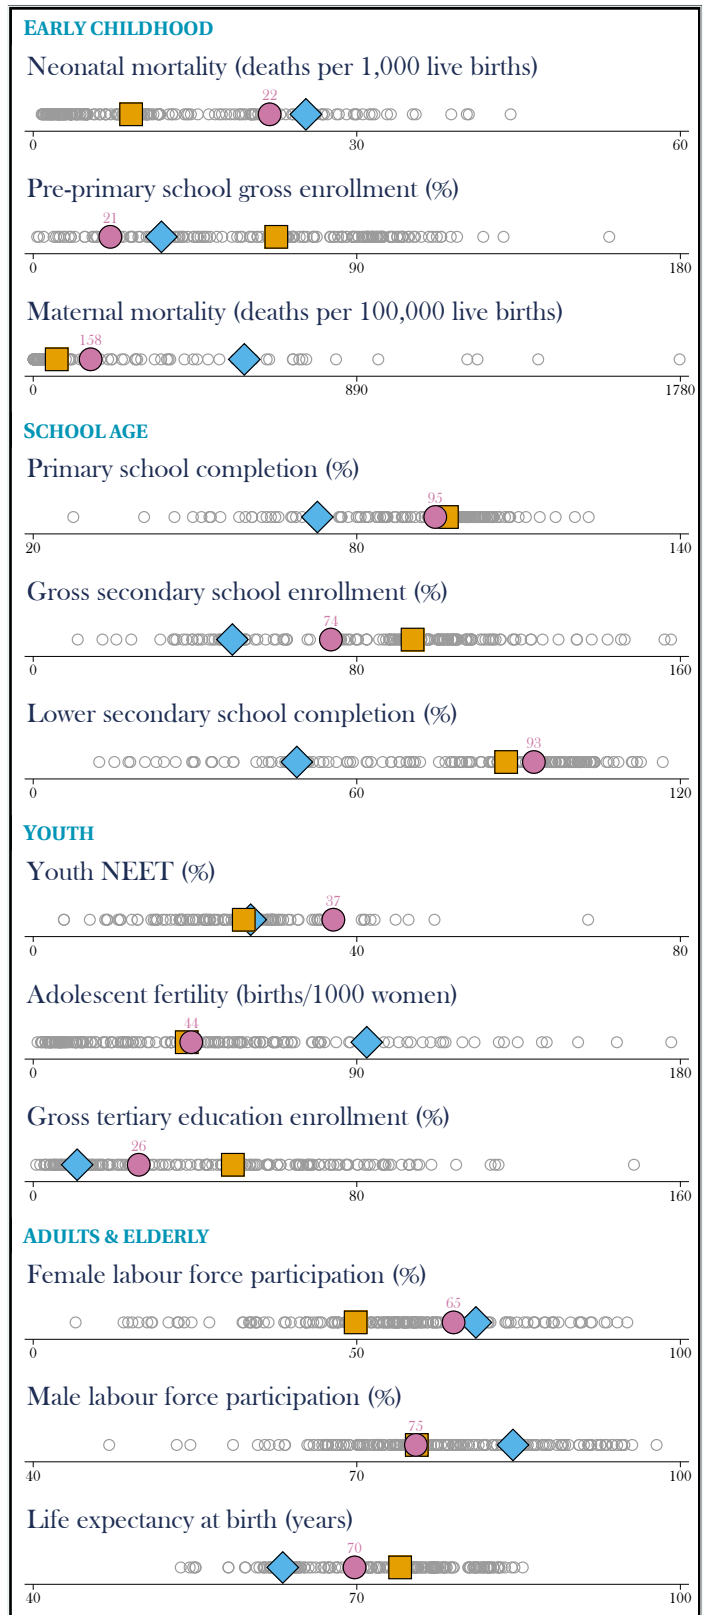 EARLY CHILDHOOD
Neonatal mortality (deaths per 1,000 live births)
22
0 30 60
Pre-primary school gross enrollment (%)
21
0 90 180
Maternal mortality (deaths per 100,000 live births)
158
0 890 1780
SCHOOL AGE
Primary school completion (%)
95
20 80 140
Gross secondary school enrollment (%)
74
0 80 160
Lower secondary school completion (%)
93
0 60 120
YOUTH
Youth NEET (%)
37
0 40 80
Adolescent fertility (births/1000 women)
44
0 90 180
Gross tertiary education enrollment (%)
26
0 80 160
ADULTS & ELDERLY
Female labour force participation (%)
65
0 50 100
Male labour force participation (%)
75
40 70 100
Life expectancy at birth (years)
70
40 70 100